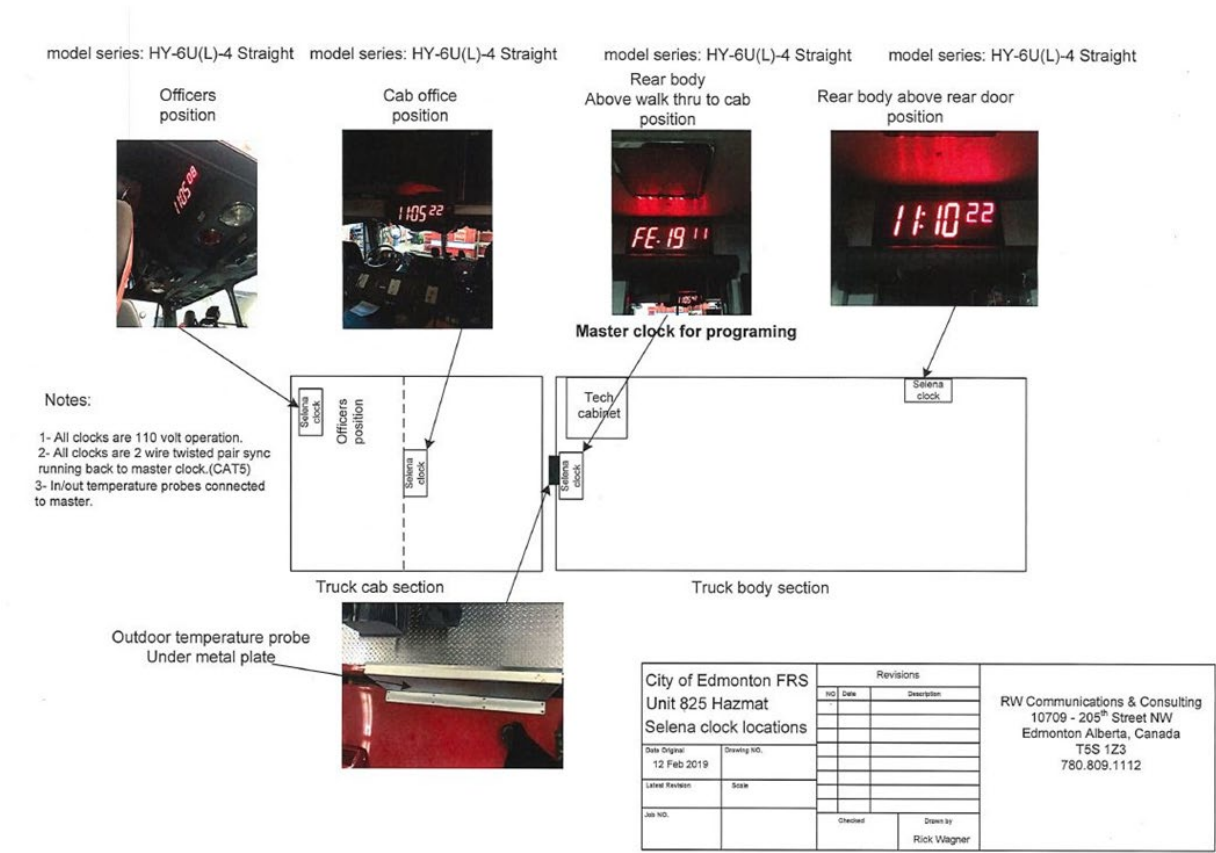 model series: HY-6U(L)-4 Straight
model series: HY-6U(L)-4 Straight
model series: HY-6U(L)-4 Straight
model series: HY-6U(L)-4 Straight
Officers
position
Cab office
position
Rear body
Above walk thru to cab
position
Rear body above rear door
position
11:05 08
11:05 22
FE. 19 11
11:10 22
Master clock for programing
Notes:
1- All clocks are 110 volt operation.
2- All clocks are 2 wire twisted pair sync
running back to master clock.(CAT5)
3- In/out temperature probes connected
to master.
Selena
clock
Officers
position
Selena
clock
Tech
cabinet
Selena
clock
Selena
clock
Truck cab section
Truck body section
Outdoor temperature probe
Under metal plate
City of Edmonton FRS
Unit 825 Hazmat
Selena clock locations
Date Original
12 Feb 2019
Drawing NO.
Latest Revision
Scale
Job NO.
Revisions
NO
Date
Description
Checked
Drawn by
Rick Wagner
RW Communications & Consulting
10709 - 205th Street NW
Edmonton Alberta, Canada
T5S 1Z3
780.809.1112